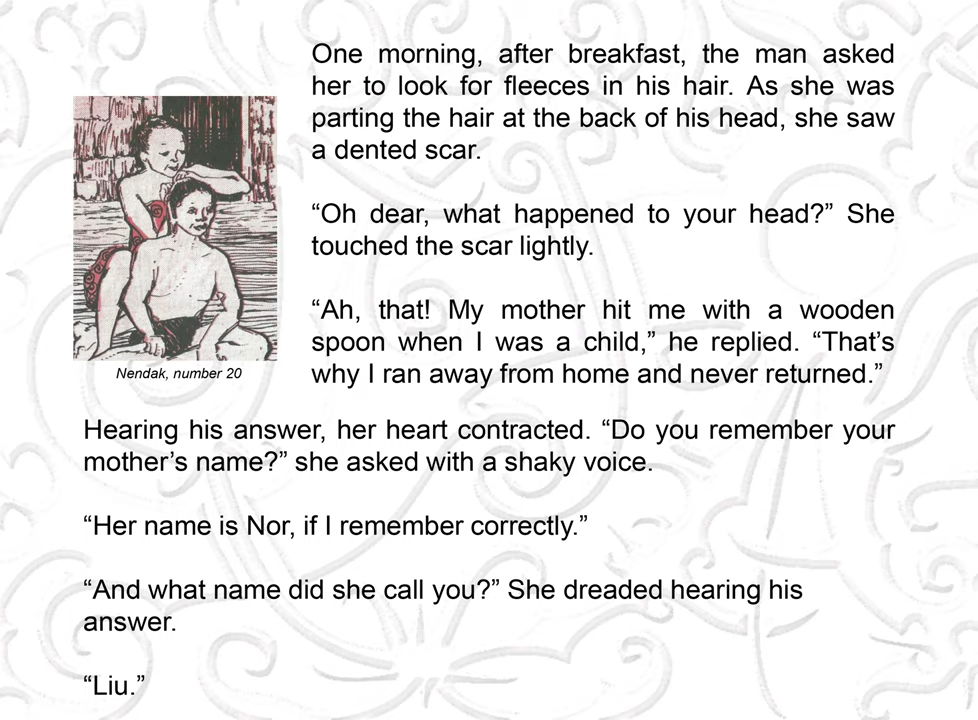 One morning, after breakfast, the man asked
her to look for fleeces in his hair. As she was
parting the hair at the back of his head, she saw
a dented scar.
“Oh dear, what happened to your head?” She
touched the scar lightly.
“Ah, that! My mother hit me with a wooden
spoon when I was a child,” he replied. “That’s
why I ran away from home and never returned.”
Nendak, number 20
Hearing his answer, her heart contracted. “Do you remember your
mother’s name?” she asked with a shaky voice.
“Her name is Nor, if I remember correctly.”
“And what name did she call you?” She dreaded hearing his
answer.
“Liu.”